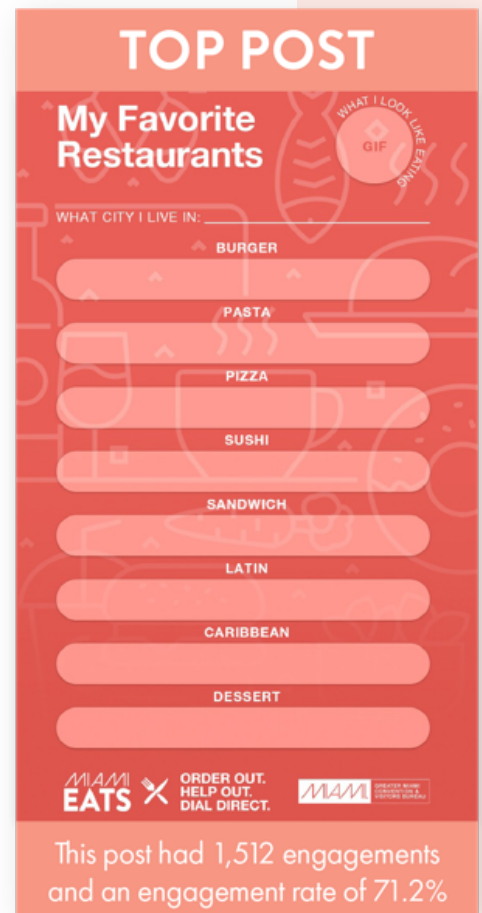 TOP POST
My Favorite
Restaurants
WHAT I LOOK LIKE EATING
GIF
WHAT CITY I LIVE IN:
BURGER
PASTA
PIZZA
SUSHI
SANDWICH
LATIN
CARIBBEAN
DESSERT
MIAMI
EATS
ORDER OUT.
HELP OUT.
DIAL DIRECT.
MIAMI
GREATER MIAMI
CONVENTION &
VISITORS BUREAU
This post had 1,512 engagements
and an engagement rate of 71.2%